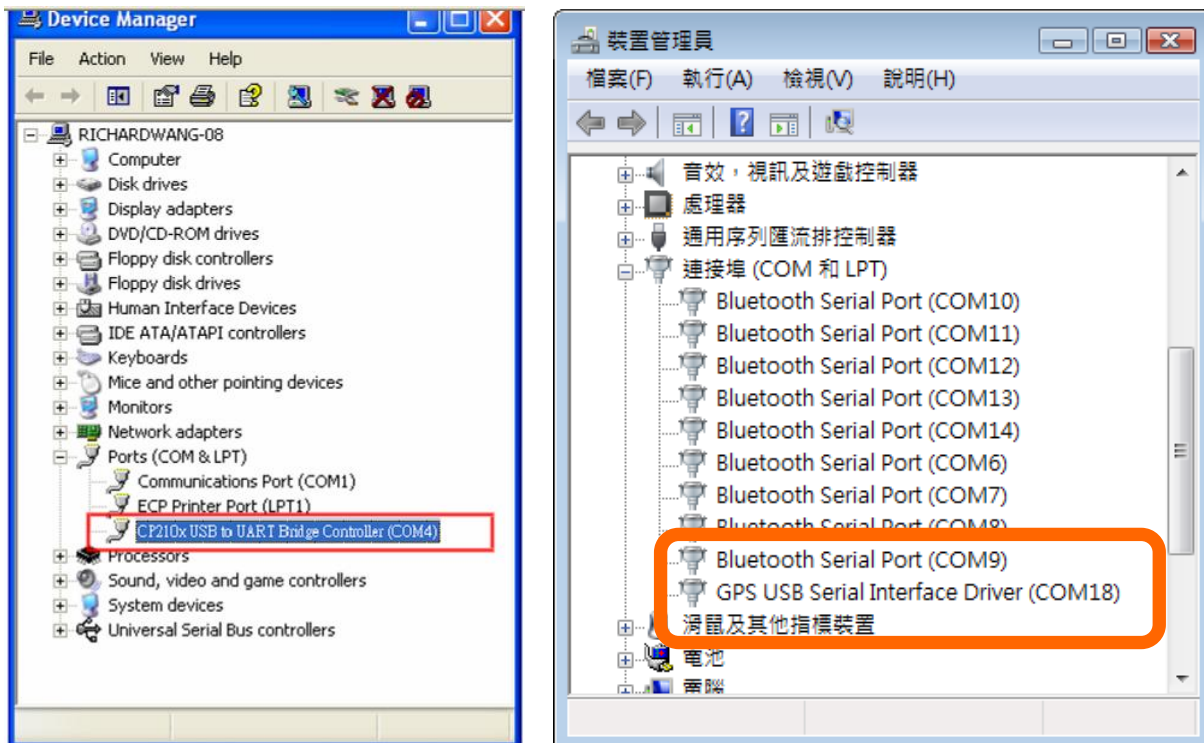 Device Manager
File Action View Help
RICHARDWANG-08
Computer
Disk drives
Display adapters
DVD/CD-ROM drives
Floppy disk controllers
Floppy disk drives
Human Interface Devices
IDE ATA/ATAPI controllers
Keyboards
Mice and other pointing devices
Monitors
Network adapters
Ports (COM & LPT)
Communications Port (COM1)
ECP Printer Port (LPT1)
CP210x USB to UART Bridge Controller (COM4)
Processors
Sound, video and game controllers
System devices
Universal Serial Bus controllers
裝置管理員
檔案(F) 執行(A) 檢視(V) 說明(H)
音效,視訊及遊戲控制器
處理器
通用序列匯流排控制器
連接埠 (COM 和 LPT)
Bluetooth Serial Port (COM10)
Bluetooth Serial Port (COM11)
Bluetooth Serial Port (COM12)
Bluetooth Serial Port (COM13)
Bluetooth Serial Port (COM14)
Bluetooth Serial Port (COM6)
Bluetooth Serial Port (COM7)
Bluetooth Serial Port (COM8)
Bluetooth Serial Port (COM9)
GPS USB Serial Interface Driver (COM18)
滑鼠及其他指標裝置
電池
電腦